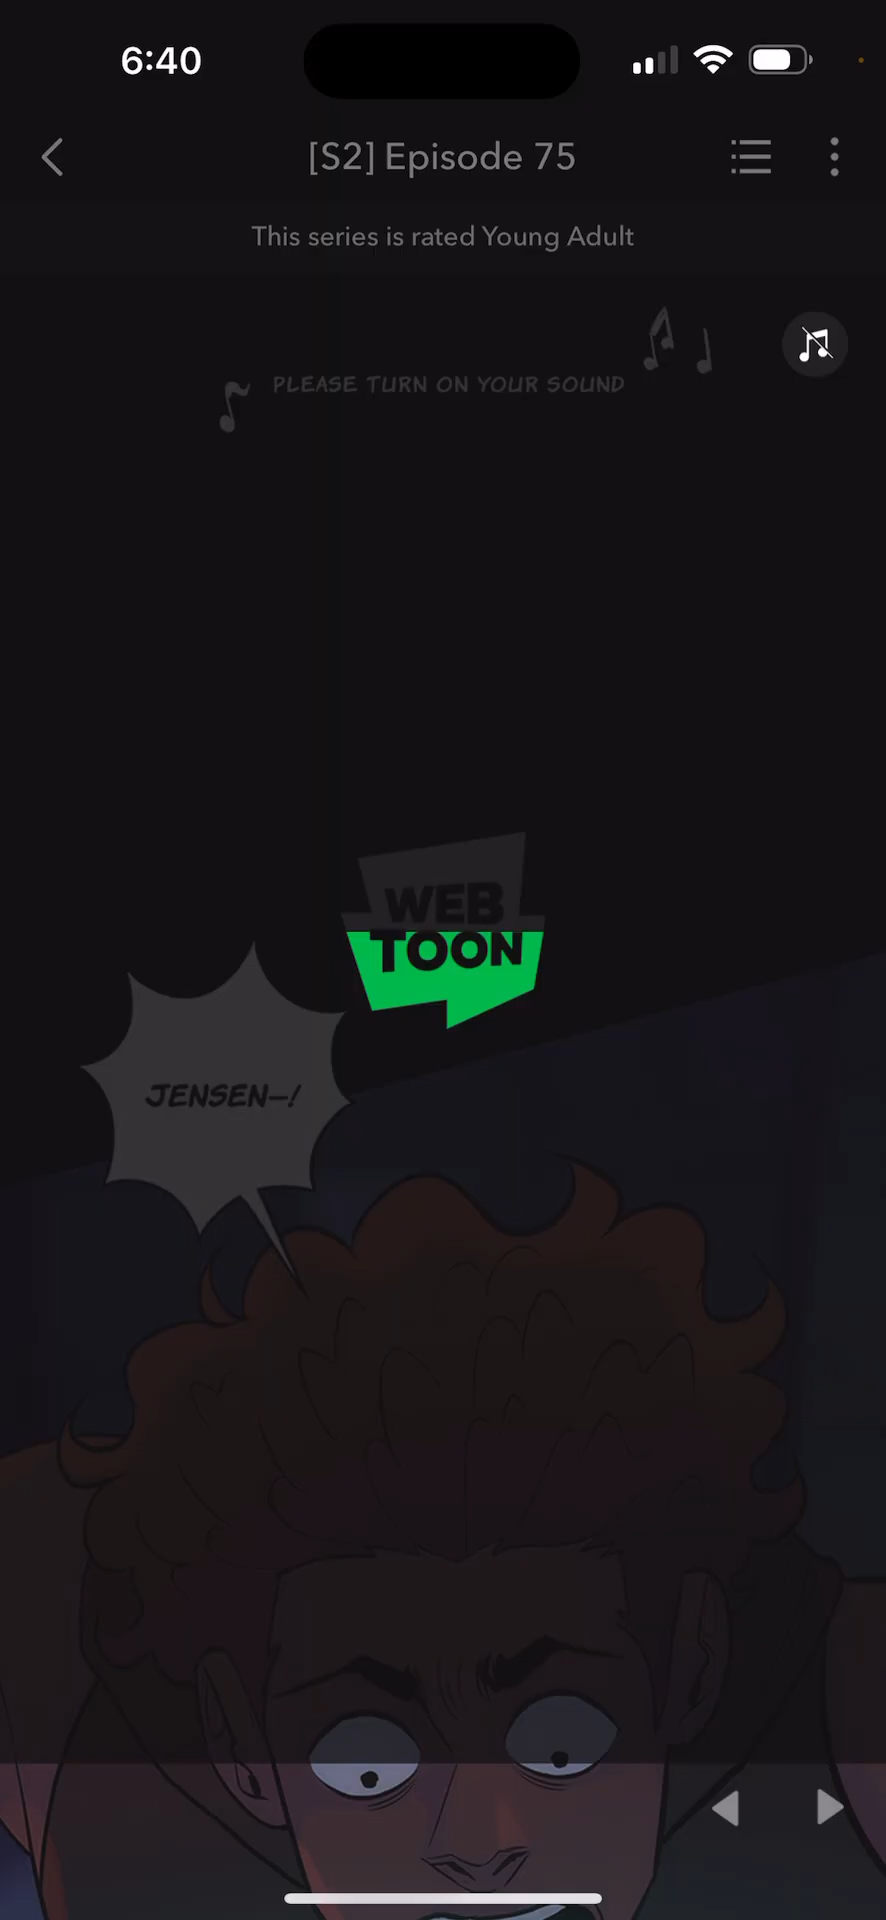 6:40
[S2] Episode 75
This series is rated Young Adult
PLEASE TURN ON YOUR SOUND
WEB
TOON
JENSEN—!